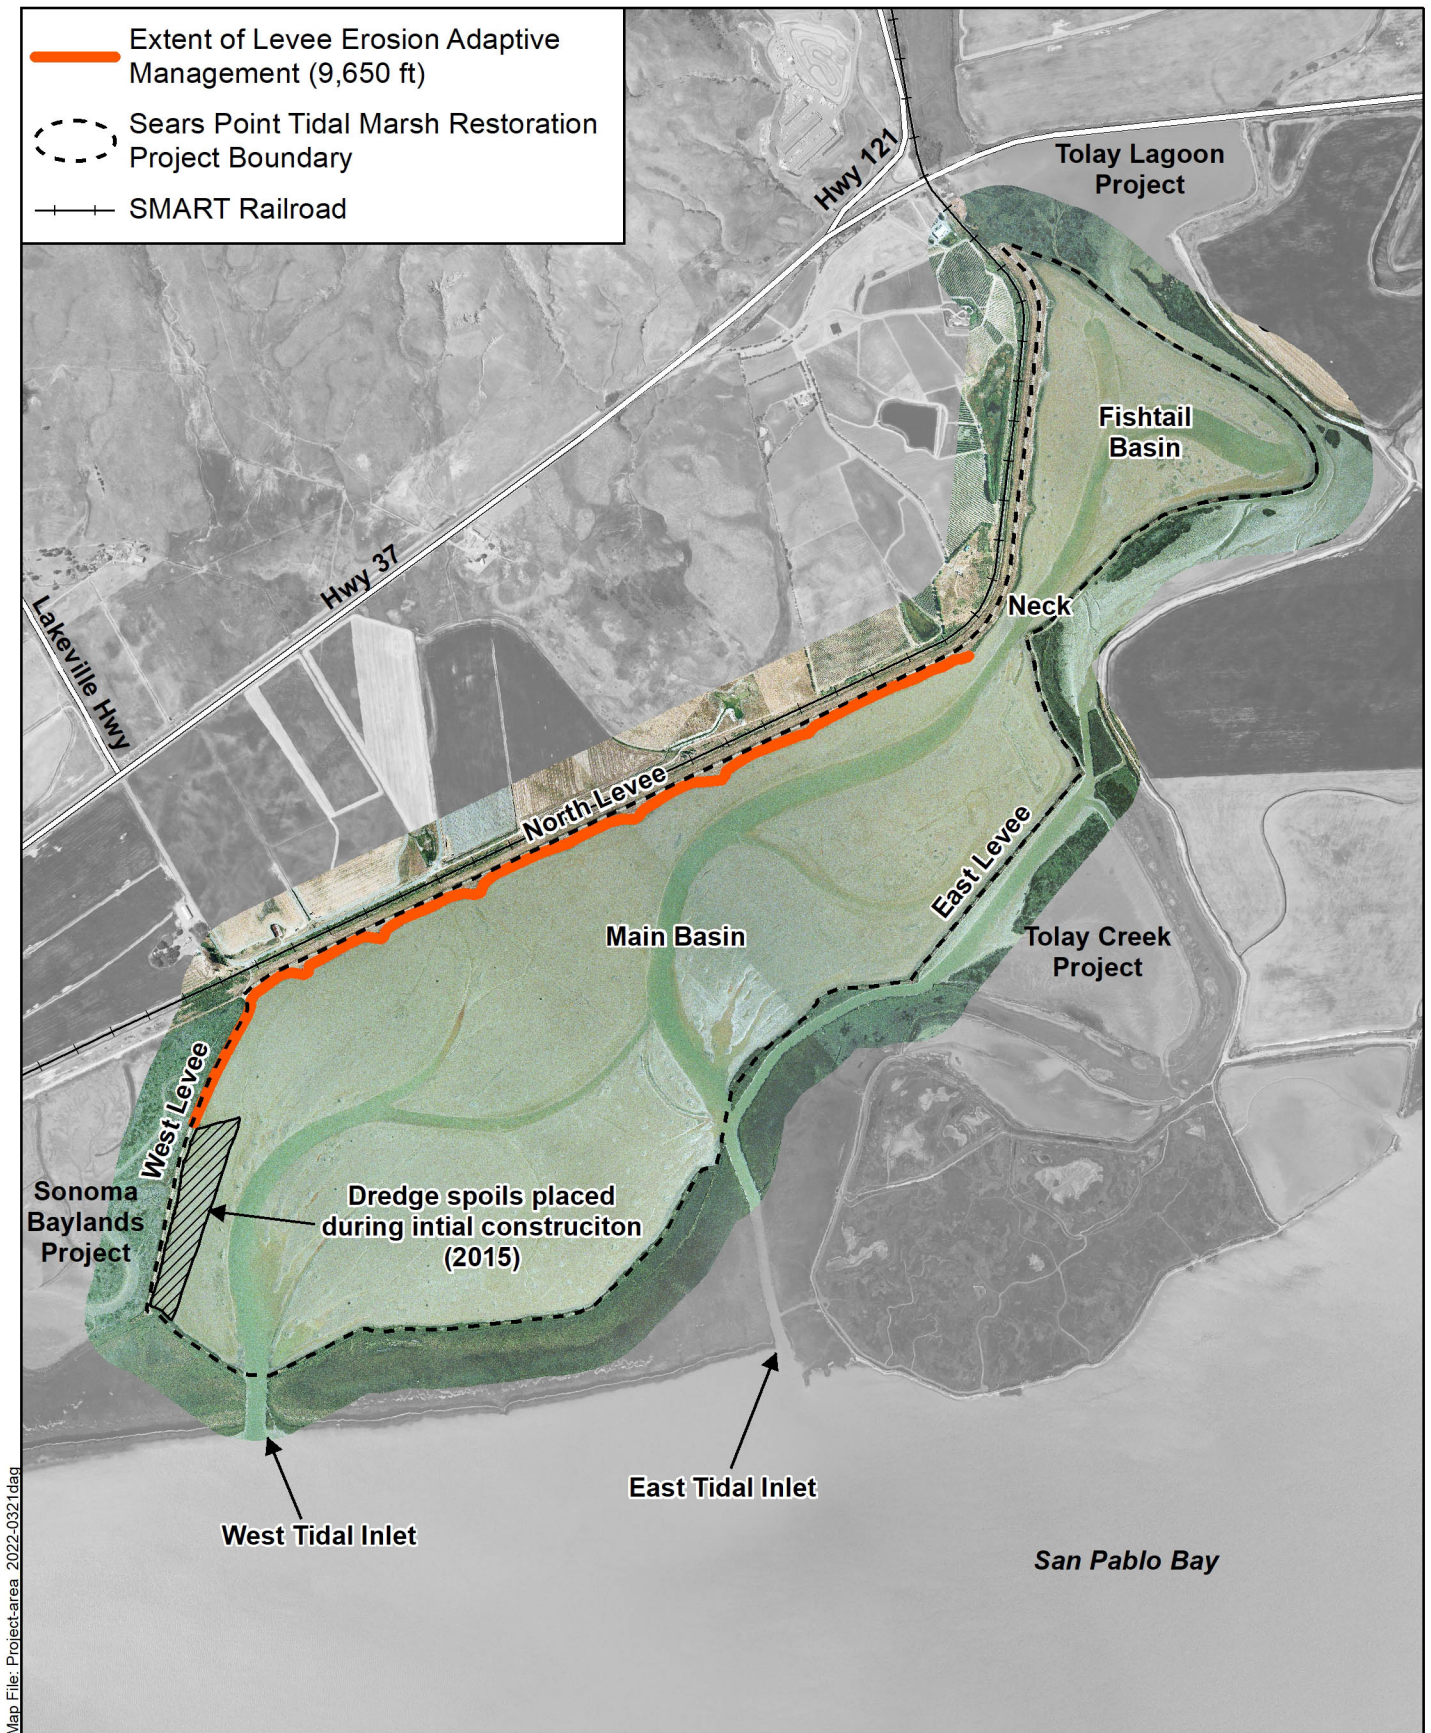 Extent of Levee Erosion Adaptive
Management (9,650 ft)
Sears Point Tidal Marsh Restoration
Project Boundary
SMART Railroad
Hwy 121
Tolay Lagoon
Project
Fishtail
Basin
Hwy 37
Neck
Lakeville Hwy
North Levee
East Levee
Main Basin
Tolay Creek
Project
West Levee
Sonoma
Baylands
Project
Dredge spoils placed
during intial construciton
(2015)
East Tidal Inlet
West Tidal Inlet
San Pablo Bay
Map File: Project-area 2022-0321dag